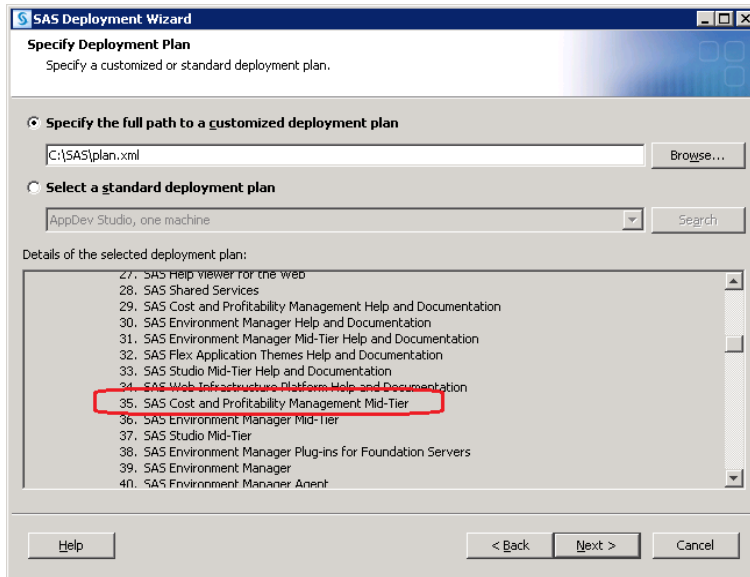 SAS Deployment Wizard
Specify Deployment Plan
Specify a customized or standard deployment plan.
Specify the full path to a customized deployment plan
C:\SAS\plan.xml
Browse...
Select a standard deployment plan
AppDev Studio, one machine
Search
Details of the selected deployment plan:
27. SAS Help Viewer for the Web
28. SAS Shared Services
29. SAS Cost and Profitability Management Help and Documentation
30. SAS Environment Manager Help and Documentation
31. SAS Environment Manager Mid-Tier Help and Documentation
32. SAS Flex Application Themes Help and Documentation
33. SAS Studio Mid-Tier Help and Documentation
34. SAS Web Infrastructure Platform Help and Documentation
35. SAS Cost and Profitability Management Mid-Tier
36. SAS Environment Manager Mid-Tier
37. SAS Studio Mid-Tier
38. SAS Environment Manager Plug-ins for Foundation Servers
39. SAS Environment Manager
40. SAS Environment Manager Agent
Help
< Back
Next >
Cancel